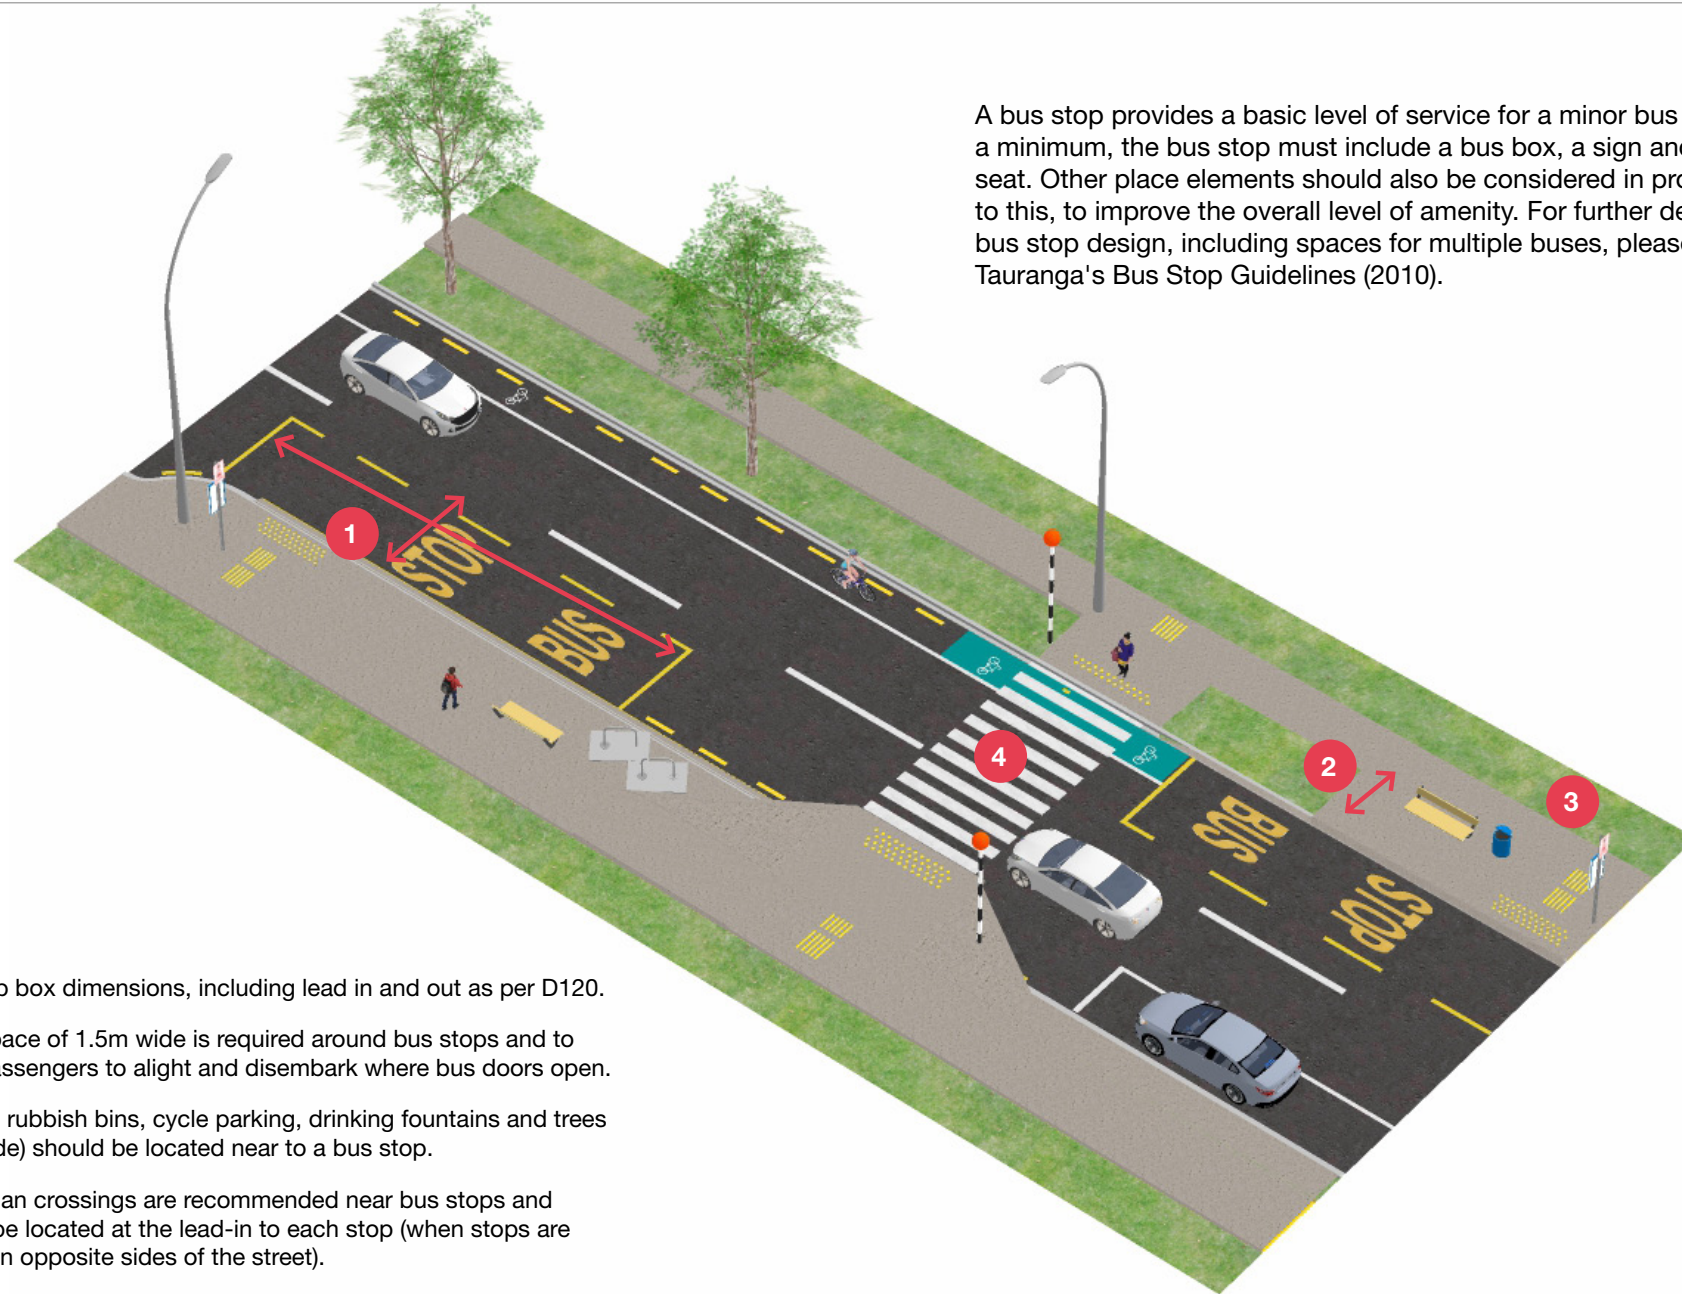 A bus stop provides a basic level of service for a minor bus
a minimum, the bus stop must include a bus box, a sign and
seat. Other place elements should also be considered in pro
to this, to improve the overall level of amenity. For further de
bus stop design, including spaces for multiple buses, please
Tauranga's Bus Stop Guidelines (2010).
1
STOP
BUS
4
2
3
BUS
STOP
box dimensions, including lead in and out as per D120.
pace of 1.5m wide is required around bus stops and to
assengers to alight and disembark where bus doors open.
rubbish bins, cycle parking, drinking fountains and trees
de) should be located near to a bus stop.
an crossings are recommended near bus stops and
be located at the lead-in to each stop (when stops are
n opposite sides of the street).